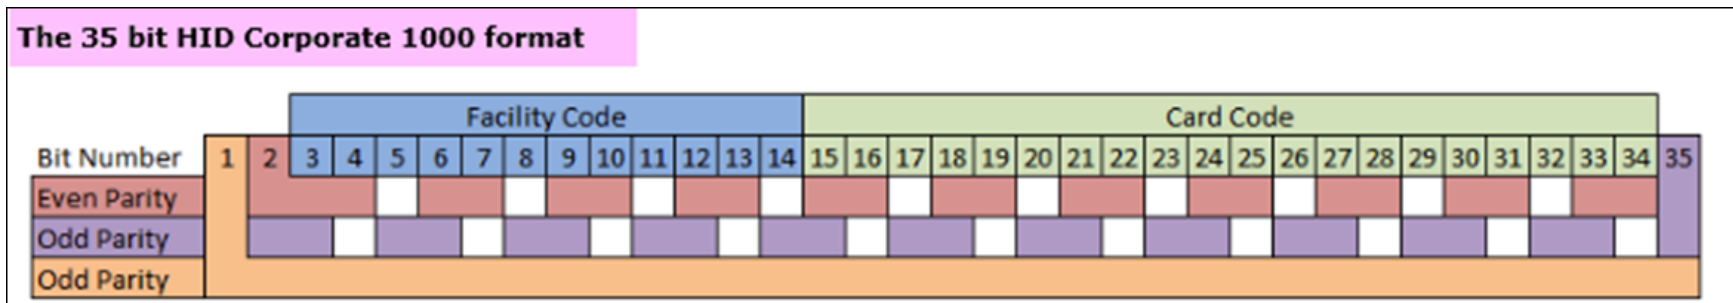 The 35 bit HID Corporate 1000 format
Facility Code Card Code
Bit Number 1 2 3 4 5 6 7 8 9 10 11 12 13 14 15 16 17 18 19 20 21 22 23 24 25 26 27 28 29 30 31 32 33 34 35
Even Parity
Odd Parity
Odd Parity